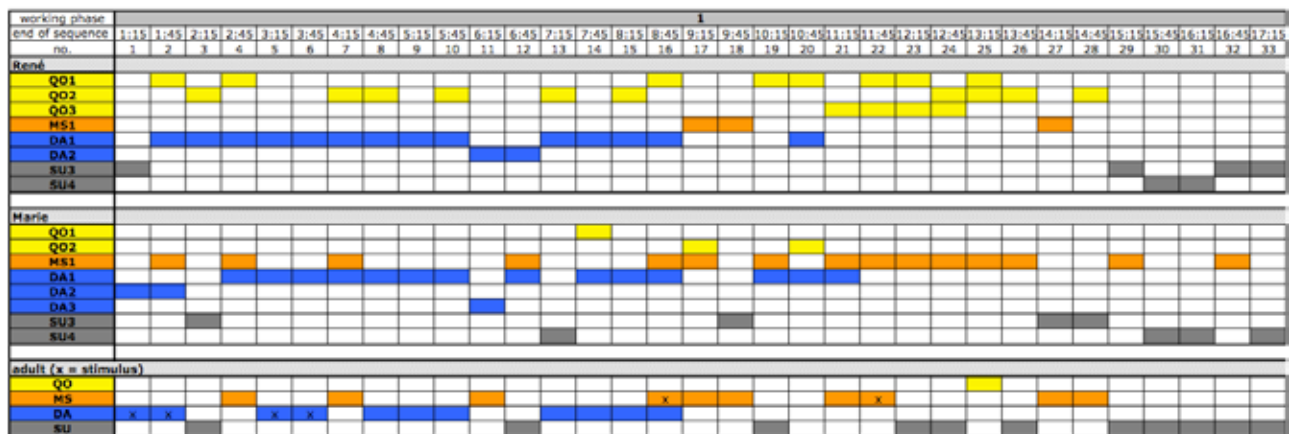 working phase 1
end of sequence 1:15 1:45 2:15 2:45 3:15 3:45 4:15 4:45 5:15 5:45 6:15 6:45 7:15 7:45 8:15 8:45 9:15 9:45 10:15 10:45 11:15 11:45 12:15 12:45 13:15 13:45 14:15 14:45 15:15 15:45 16:15 16:45 17:15
no. 1 2 3 4 5 6 7 8 9 10 11 12 13 14 15 16 17 18 19 20 21 22 23 24 25 26 27 28 29 30 31 32 33
René
QO1
QO2
QO3
MS1
DA1
DA2
SU3
SU4
Marie
QO1
QO2
MS1
DA1
DA2
DA3
SU3
SU4
adult (x = stimulus)
QO
MS x x
DA x x x x
SU